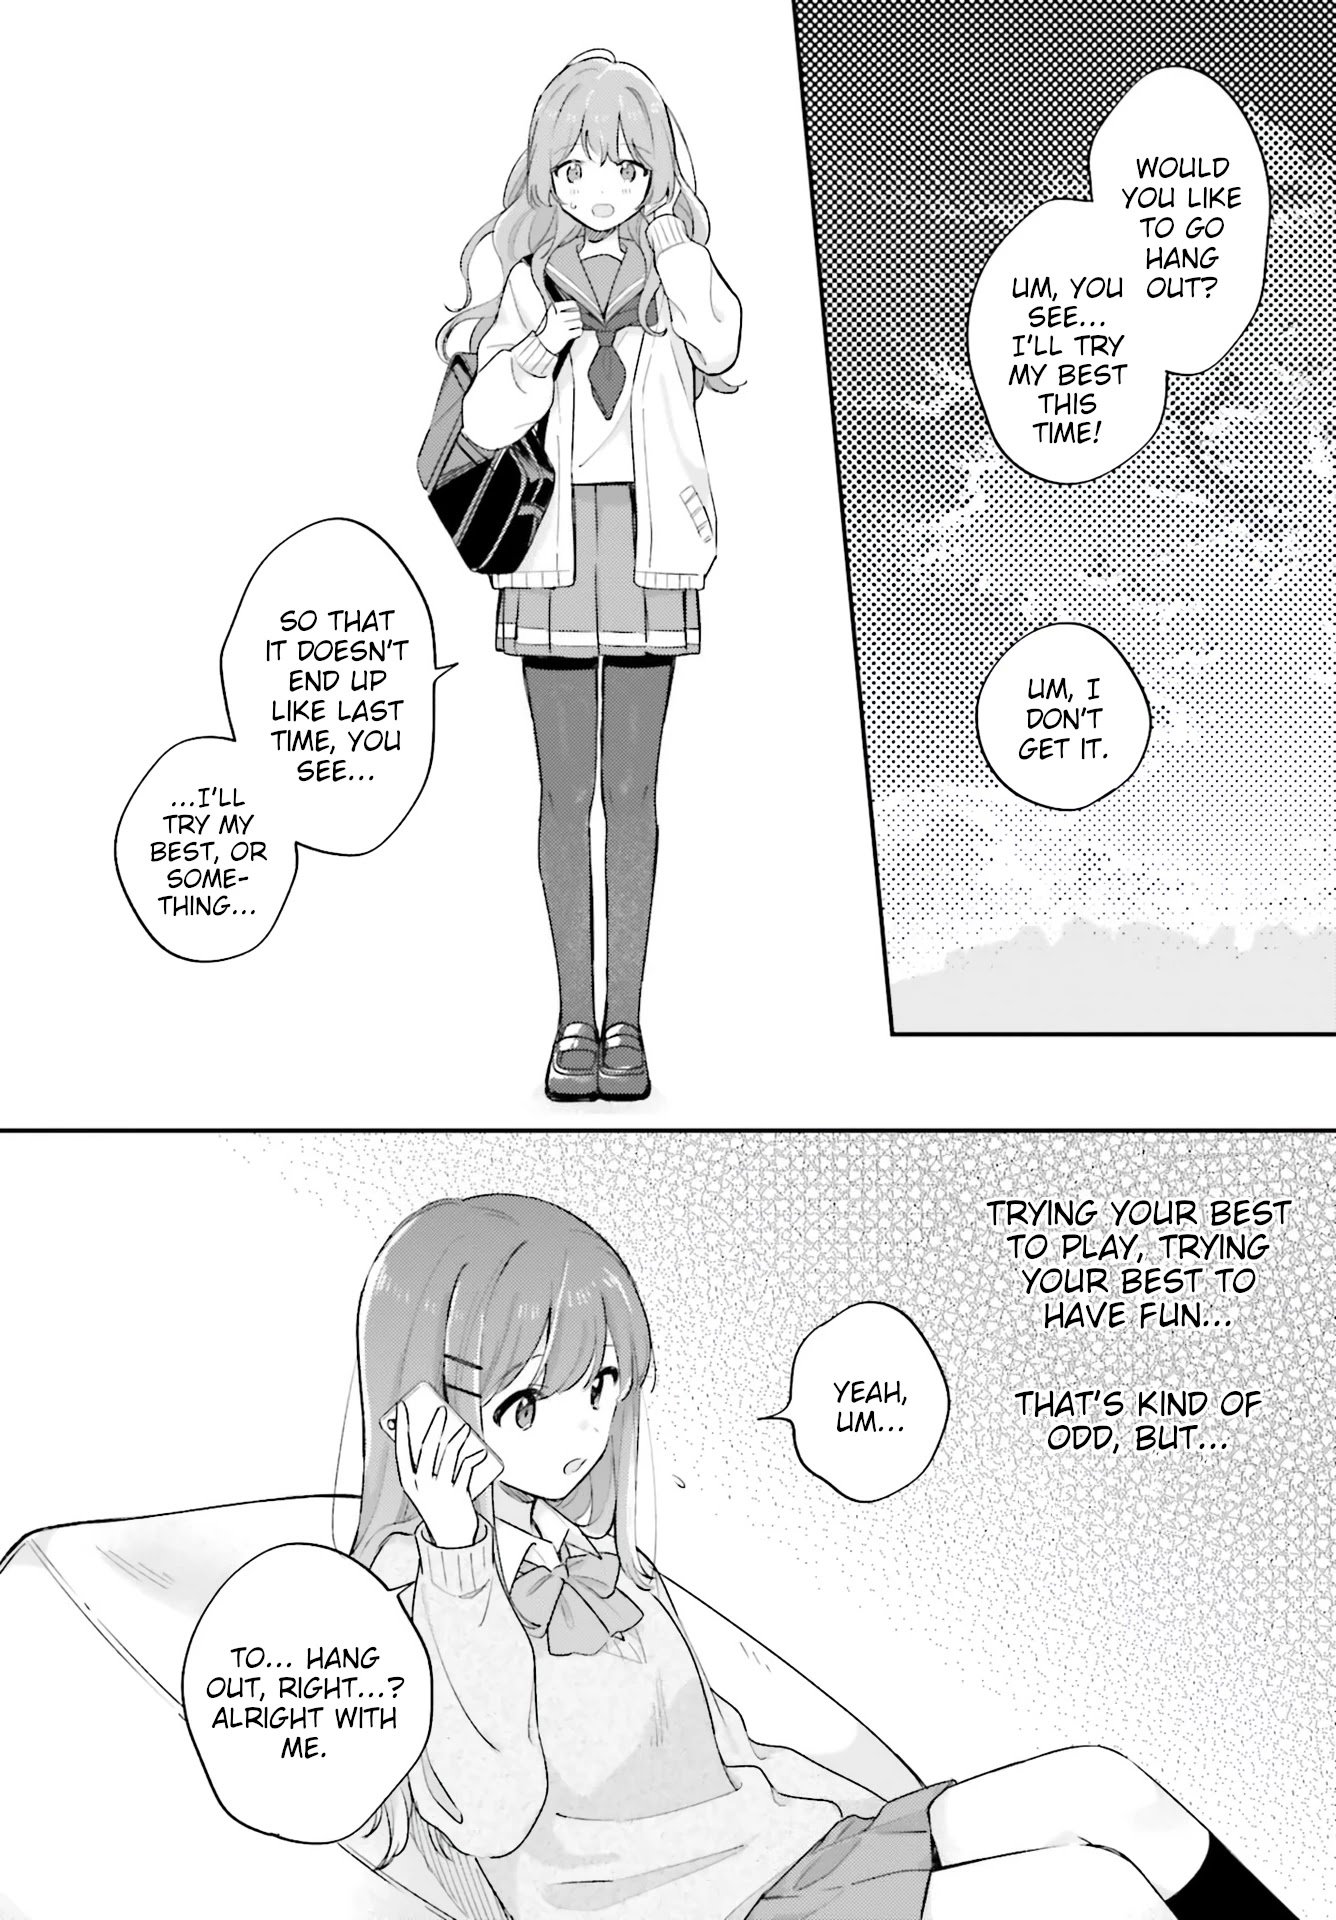 WOULD
YOU LIKE
TO GO
HANG
OUT?
UM, YOU
SEE...
I'LL TRY
MY BEST
THIS
TIME!
UM, I
DON'T
GET IT.
SO THAT
IT DOESN'T
END UP
LIKE LAST
TIME, YOU
SEE...
...I'LL
TRY MY
BEST, OR
SOME-
THING...
TRYING YOUR BEST
TO PLAY, TRYING
YOUR BEST TO
HAVE FUN...
THAT'S KIND OF
ODD, BUT...
YEAH,
UM...
TO... HANG
OUT, RIGHT...?
ALRIGHT WITH
ME.